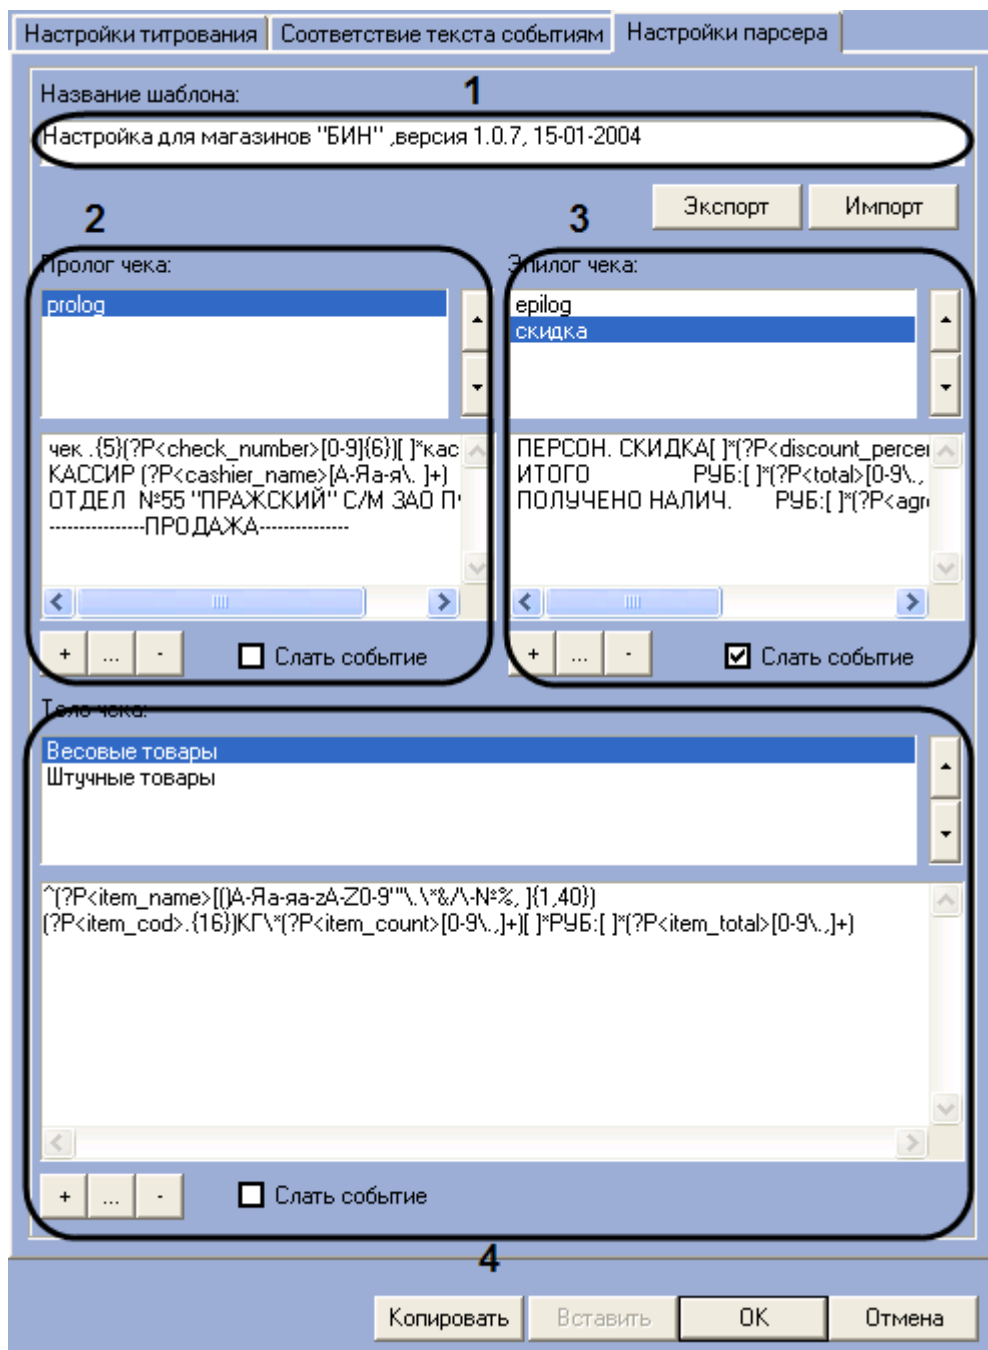 Настройки титрования Соответствие текста событиям Настройки парсера
Название шаблона: 1
Настройка для магазинов "БИН" ,версия 1.0.7, 15-01-2004
Экспорт Импорт
2 3
Пролог чека: Эпилог чека:
prolog epilog
скидка
чек .{5}(?P<check_number>[0-9]{6})[ ]*кас ПЕРСОН. СКИДКА[ ]*(?P<discount_percer
КАССИР (?P<cashier_name>[А-Яа-я\. ]+) ИТОГО РУБ:[ ]*(?P<total>[0-9\.,
ОТДЕЛ №55 "ПРАЖСКИЙ" С/М ЗАО ПОЛУЧЕНО НАЛИЧ. РУБ:[ ]*(?P<agr
---------------ПРОДАЖА--------------
+ ... - Слать событие + ... - Слать событие
Тело чека:
Весовые товары
Штучные товары
^(?P<item_name>[()А-Яа-яa-zA-Z0-9'"\.\*&/\-№%, ]{1,40})
(?P<item_cod>.{16})КГ\*(?P<item_count>[0-9\.,]+)[ ]*РУБ:[ ]*(?P<item_total>[0-9\.,]+)
+ ... - Слать событие
4
Копировать Вставить OK Отмена